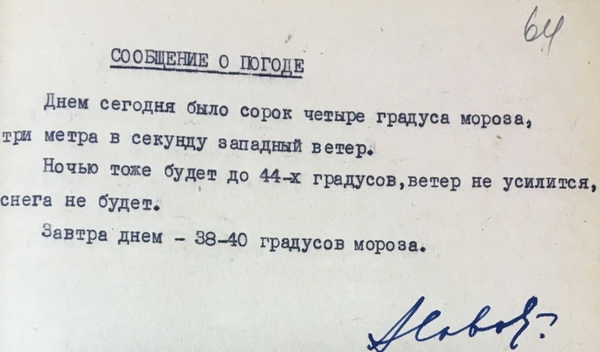 64
СООБЩЕНИЕ О ПОГОДЕ
Днем сегодня было сорок четыре градуса мороза,
три метра в секунду западный ветер.
Ночью тоже будет до 44-х градусов,ветер не усилится,
снега не будет.
Завтра днем - 38-40 градусов мороза.